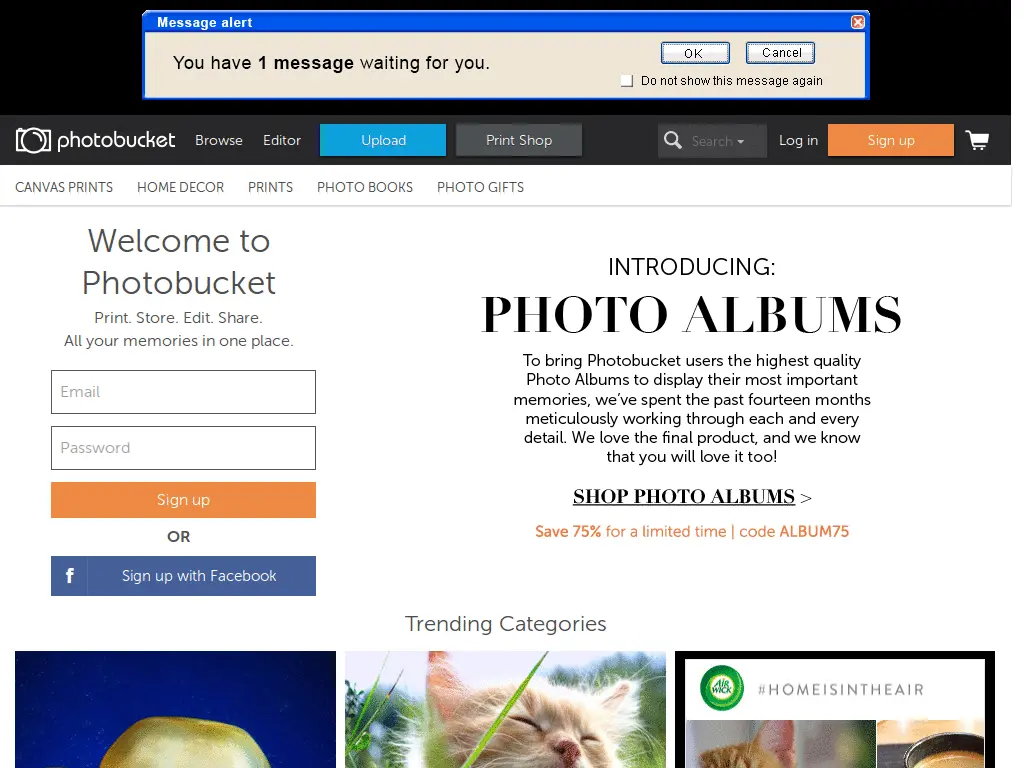 Message alert
You have 1 message waiting for you.
OK
Cancel
Do not show this message again
photobucket
Browse
Editor
Upload
Print Shop
Search
Log in
Sign up
CANVAS PRINTS
HOME DECOR
PRINTS
PHOTO BOOKS
PHOTO GIFTS
Welcome to
Photobucket
Print. Store. Edit. Share.
All your memories in one place.
Email
Password
Sign up
OR
f
Sign up with Facebook
INTRODUCING:
PHOTO ALBUMS
To bring Photobucket users the highest quality
Photo Albums to display their most important
memories, we've spent the past fourteen months
meticulously working through each and every
detail. We love the final product, and we know
that you will love it too!
SHOP PHOTO ALBUMS >
Save 75% for a limited time | code ALBUM75
Trending Categories
AIR
WICK
#HOMEISINTHEAIR